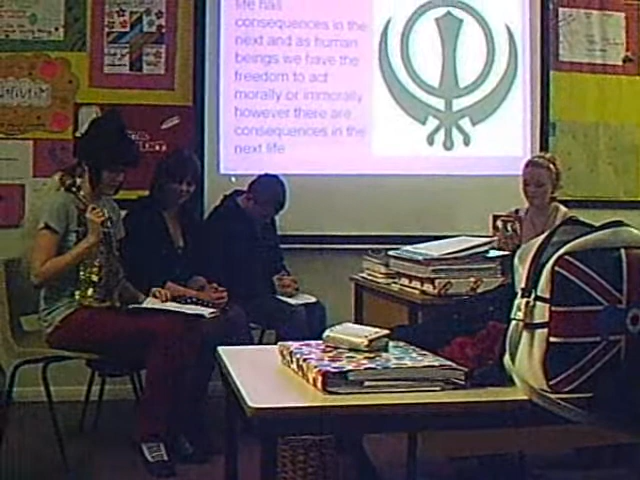 life has
consequences in the
next and as human
beings we have the
freedom to act
morally or immorally
however there are
consequences in the
next life